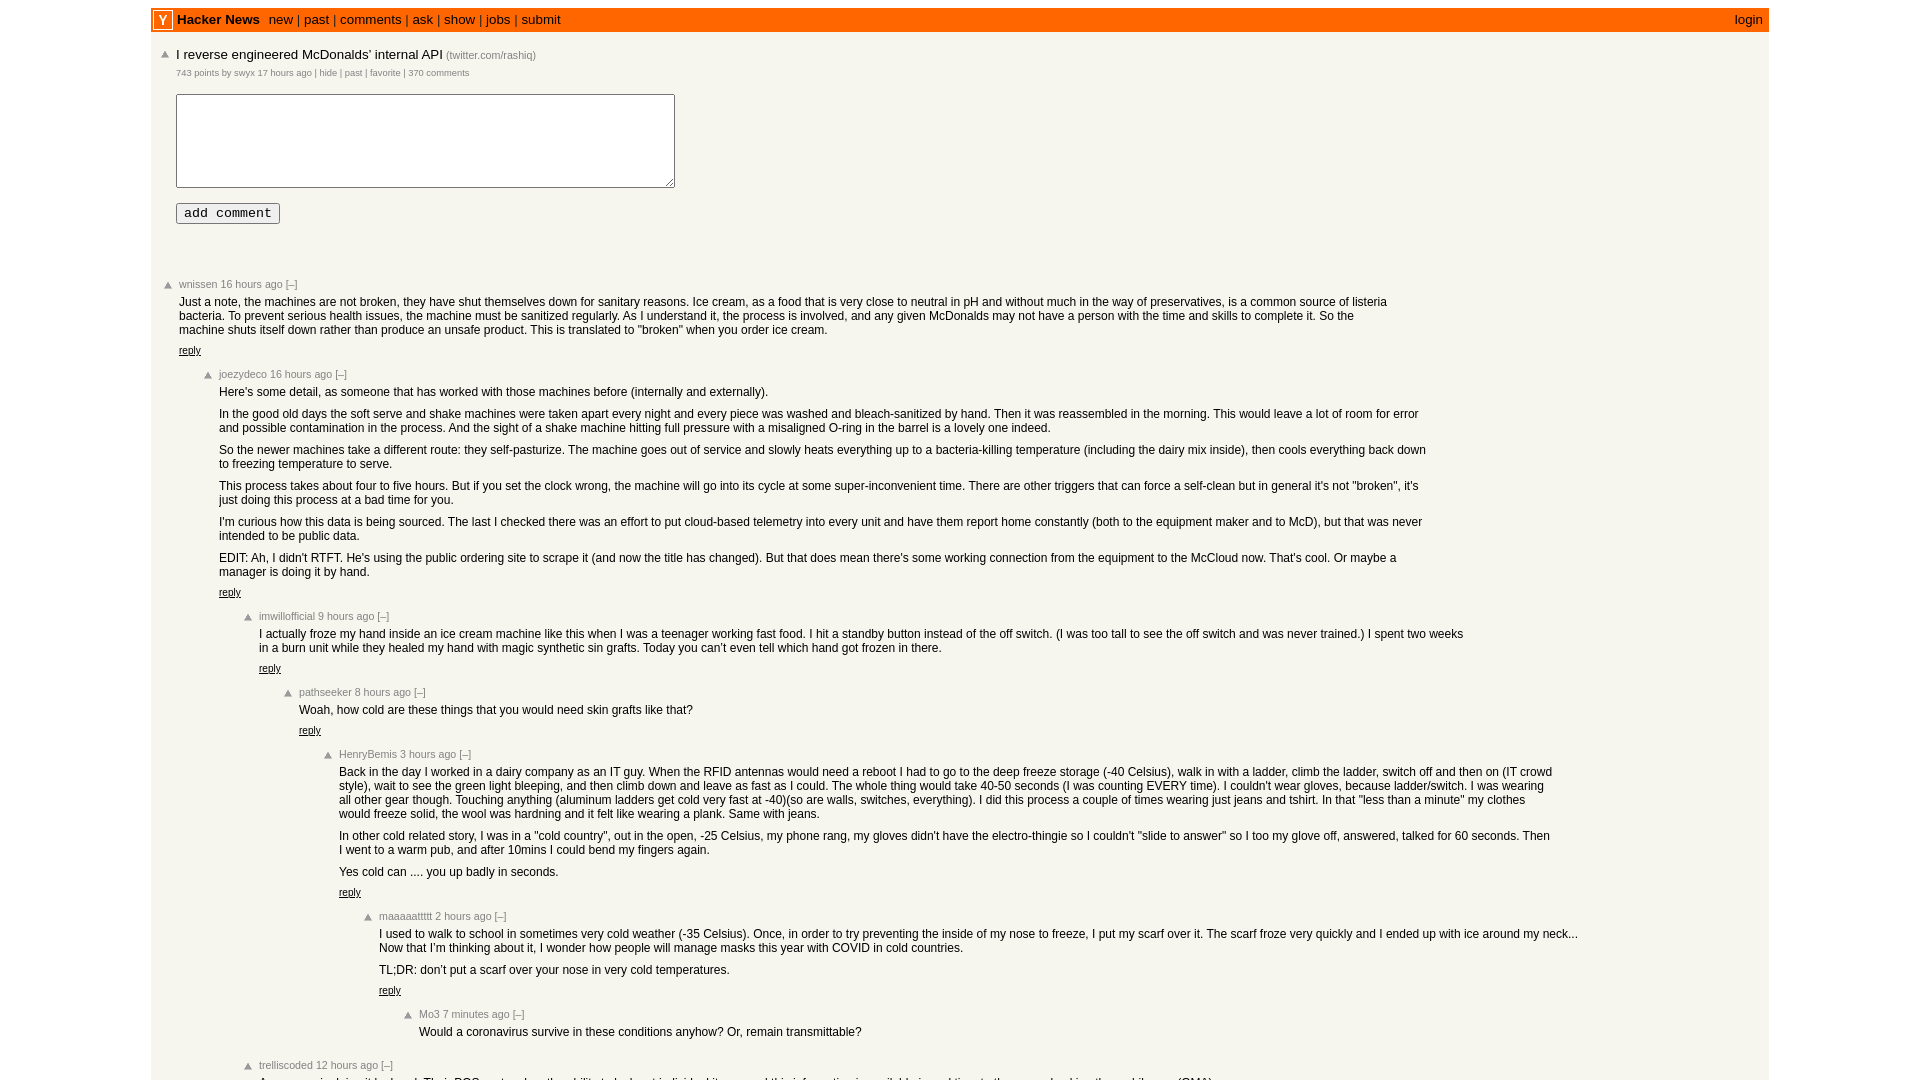 Y Hacker News new | past | comments | ask | show | jobs | submit login
I reverse engineered McDonalds' internal API (twitter.com/rashiq)
743 points by swyx 17 hours ago | hide | past | favorite | 370 comments
add comment
wnissen 16 hours ago [–]
Just a note, the machines are not broken, they have shut themselves down for sanitary reasons. Ice cream, as a food that is very close to neutral in pH and without much in the way of preservatives, is a common source of listeria
bacteria. To prevent serious health issues, the machine must be sanitized regularly. As I understand it, the process is involved, and any given McDonalds may not have a person with the time and skills to complete it. So the
machine shuts itself down rather than produce an unsafe product. This is translated to "broken" when you order ice cream.
reply
joezydeco 16 hours ago [–]
Here's some detail, as someone that has worked with those machines before (internally and externally).
In the good old days the soft serve and shake machines were taken apart every night and every piece was washed and bleach-sanitized by hand. Then it was reassembled in the morning. This would leave a lot of room for error
and possible contamination in the process. And the sight of a shake machine hitting full pressure with a misaligned O-ring in the barrel is a lovely one indeed.
So the newer machines take a different route: they self-pasturize. The machine goes out of service and slowly heats everything up to a bacteria-killing temperature (including the dairy mix inside), then cools everything back down
to freezing temperature to serve.
This process takes about four to five hours. But if you set the clock wrong, the machine will go into its cycle at some super-inconvenient time. There are other triggers that can force a self-clean but in general it's not "broken", it's
just doing this process at a bad time for you.
I'm curious how this data is being sourced. The last I checked there was an effort to put cloud-based telemetry into every unit and have them report home constantly (both to the equipment maker and to McD), but that was never
intended to be public data.
EDIT: Ah, I didn't RTFT. He's using the public ordering site to scrape it (and now the title has changed). But that does mean there's some working connection from the equipment to the McCloud now. That's cool. Or maybe a
manager is doing it by hand.
reply
imwillofficial 9 hours ago [–]
I actually froze my hand inside an ice cream machine like this when I was a teenager working fast food. I hit a standby button instead of the off switch. (I was too tall to see the off switch and was never trained.) I spent two weeks
in a burn unit while they healed my hand with magic synthetic sin grafts. Today you can't even tell which hand got frozen in there.
reply
pathseeker 8 hours ago [–]
Woah, how cold are these things that you would need skin grafts like that?
reply
HenryBemis 3 hours ago [–]
Back in the day I worked in a dairy company as an IT guy. When the RFID antennas would need a reboot I had to go to the deep freeze storage (-40 Celsius), walk in with a ladder, climb the ladder, switch off and then on (IT crowd
style), wait to see the green light bleeping, and then climb down and leave as fast as I could. The whole thing would take 40-50 seconds (I was counting EVERY time). I couldn't wear gloves, because ladder/switch. I was wearing
all other gear though. Touching anything (aluminum ladders get cold very fast at -40)(so are walls, switches, everything). I did this process a couple of times wearing just jeans and tshirt. In that "less than a minute" my clothes
would freeze solid, the wool was hardning and it felt like wearing a plank. Same with jeans.
In other cold related story, I was in a "cold country", out in the open, -25 Celsius, my phone rang, my gloves didn't have the electro-thingie so I couldn't "slide to answer" so I too my glove off, answered, talked for 60 seconds. Then
I went to a warm pub, and after 10mins I could bend my fingers again.
Yes cold can .... you up badly in seconds.
reply
maaaaattttt 2 hours ago [–]
I used to walk to school in sometimes very cold weather (-35 Celsius). Once, in order to try preventing the inside of my nose to freeze, I put my scarf over it. The scarf froze very quickly and I ended up with ice around my neck...
Now that I'm thinking about it, I wonder how people will manage masks this year with COVID in cold countries.
TL;DR: don't put a scarf over your nose in very cold temperatures.
reply
Mo3 7 minutes ago [–]
Would a coronavirus survive in these conditions anyhow? Or, remain transmittable?
trelliscoded 12 hours ago [–]